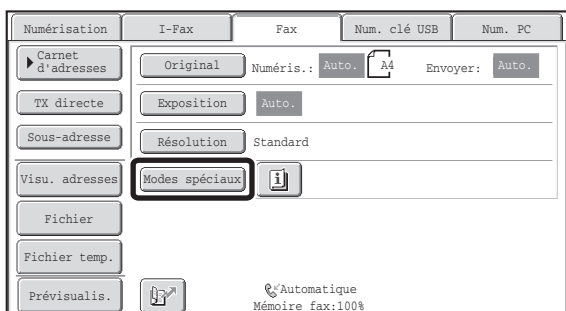 Numérisation I-Fax Fax Num. clé USB Num. PC
Carnet d'adresses
Original Numéris.: Auto. A4 Envoyer: Auto.
TX directe
Exposition Auto.
Sous-adresse
Résolution Standard
Visu. adresses
Modes spéciaux
Fichier
Fichier temp.
Prévisualis.
Automatique
Mémoire fax:100%